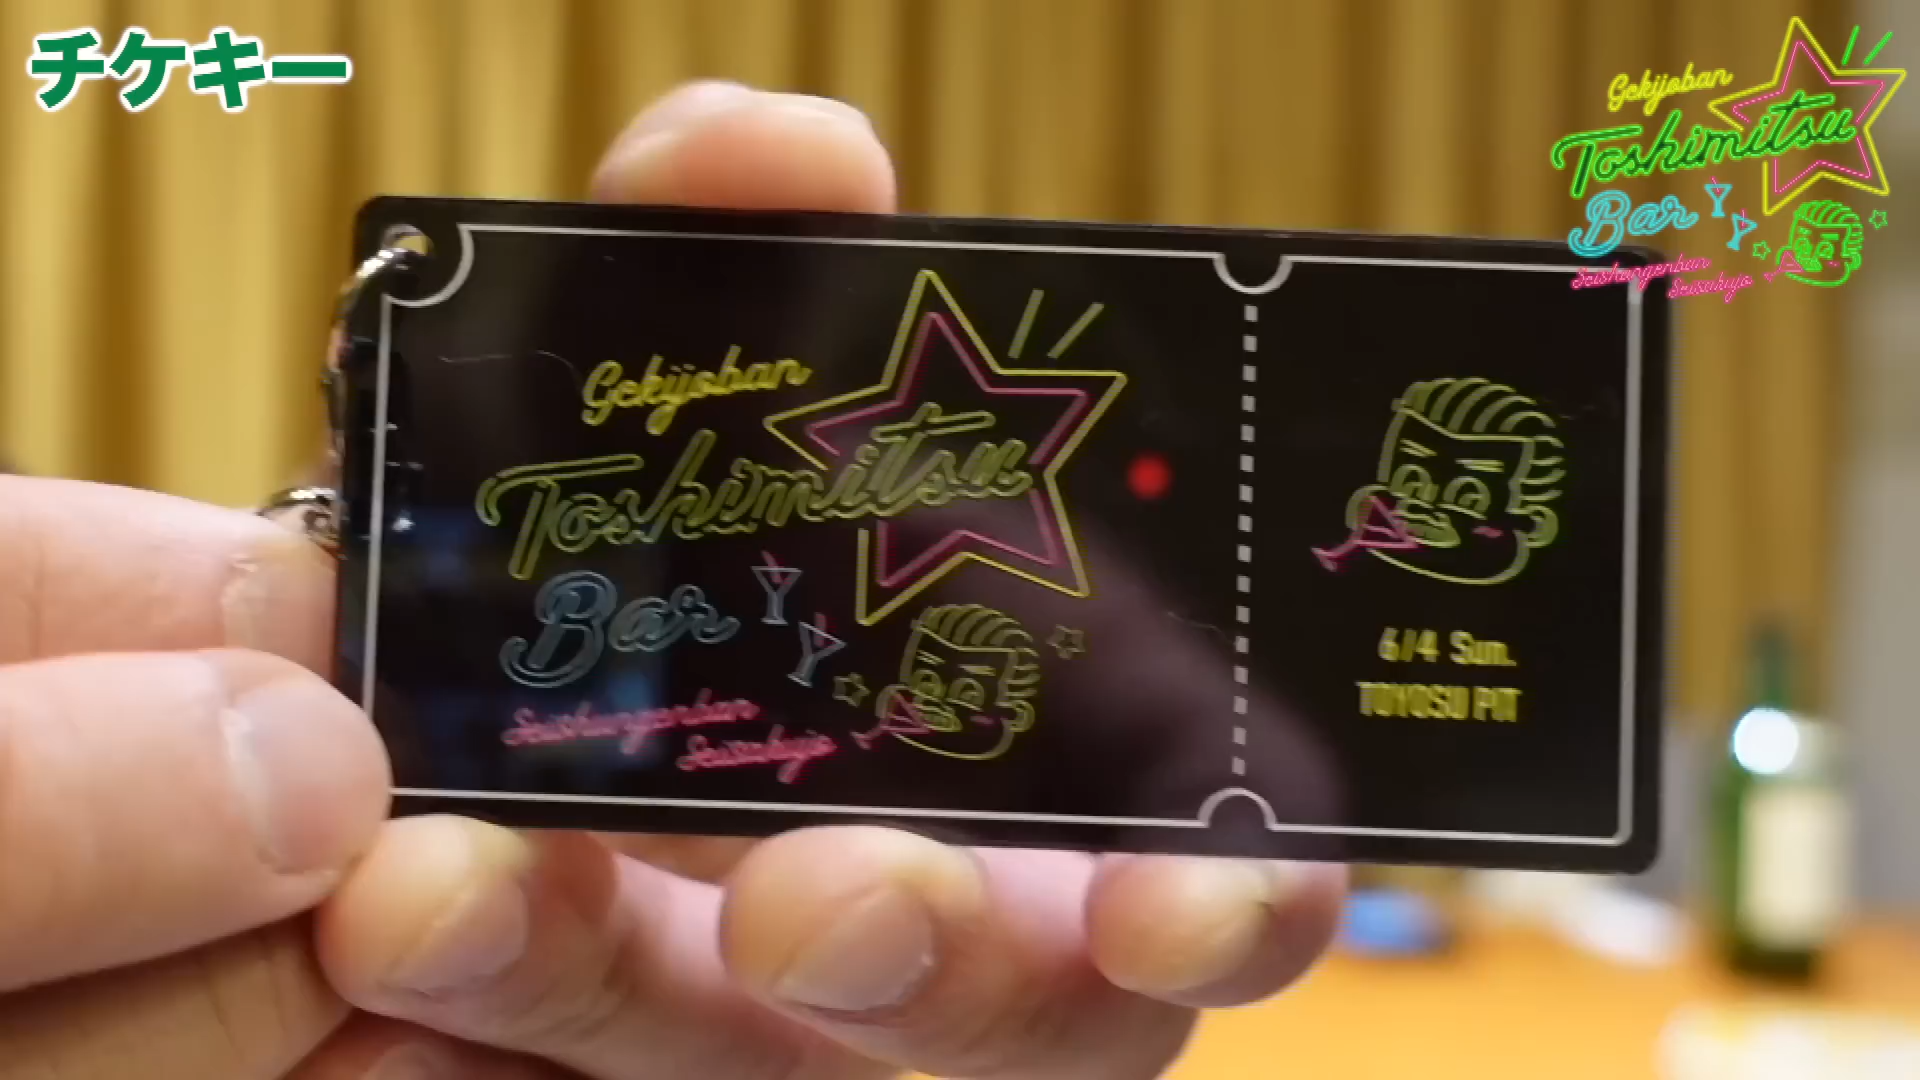 チケキー
Gekijoban
Toshimitsu
Bar
Seishungenban
Seisakujo
Gekijoban
Toshimitsu
Bar
Seishungenban
Seisakujo
6/4 Sun.
TOYOSU PIT